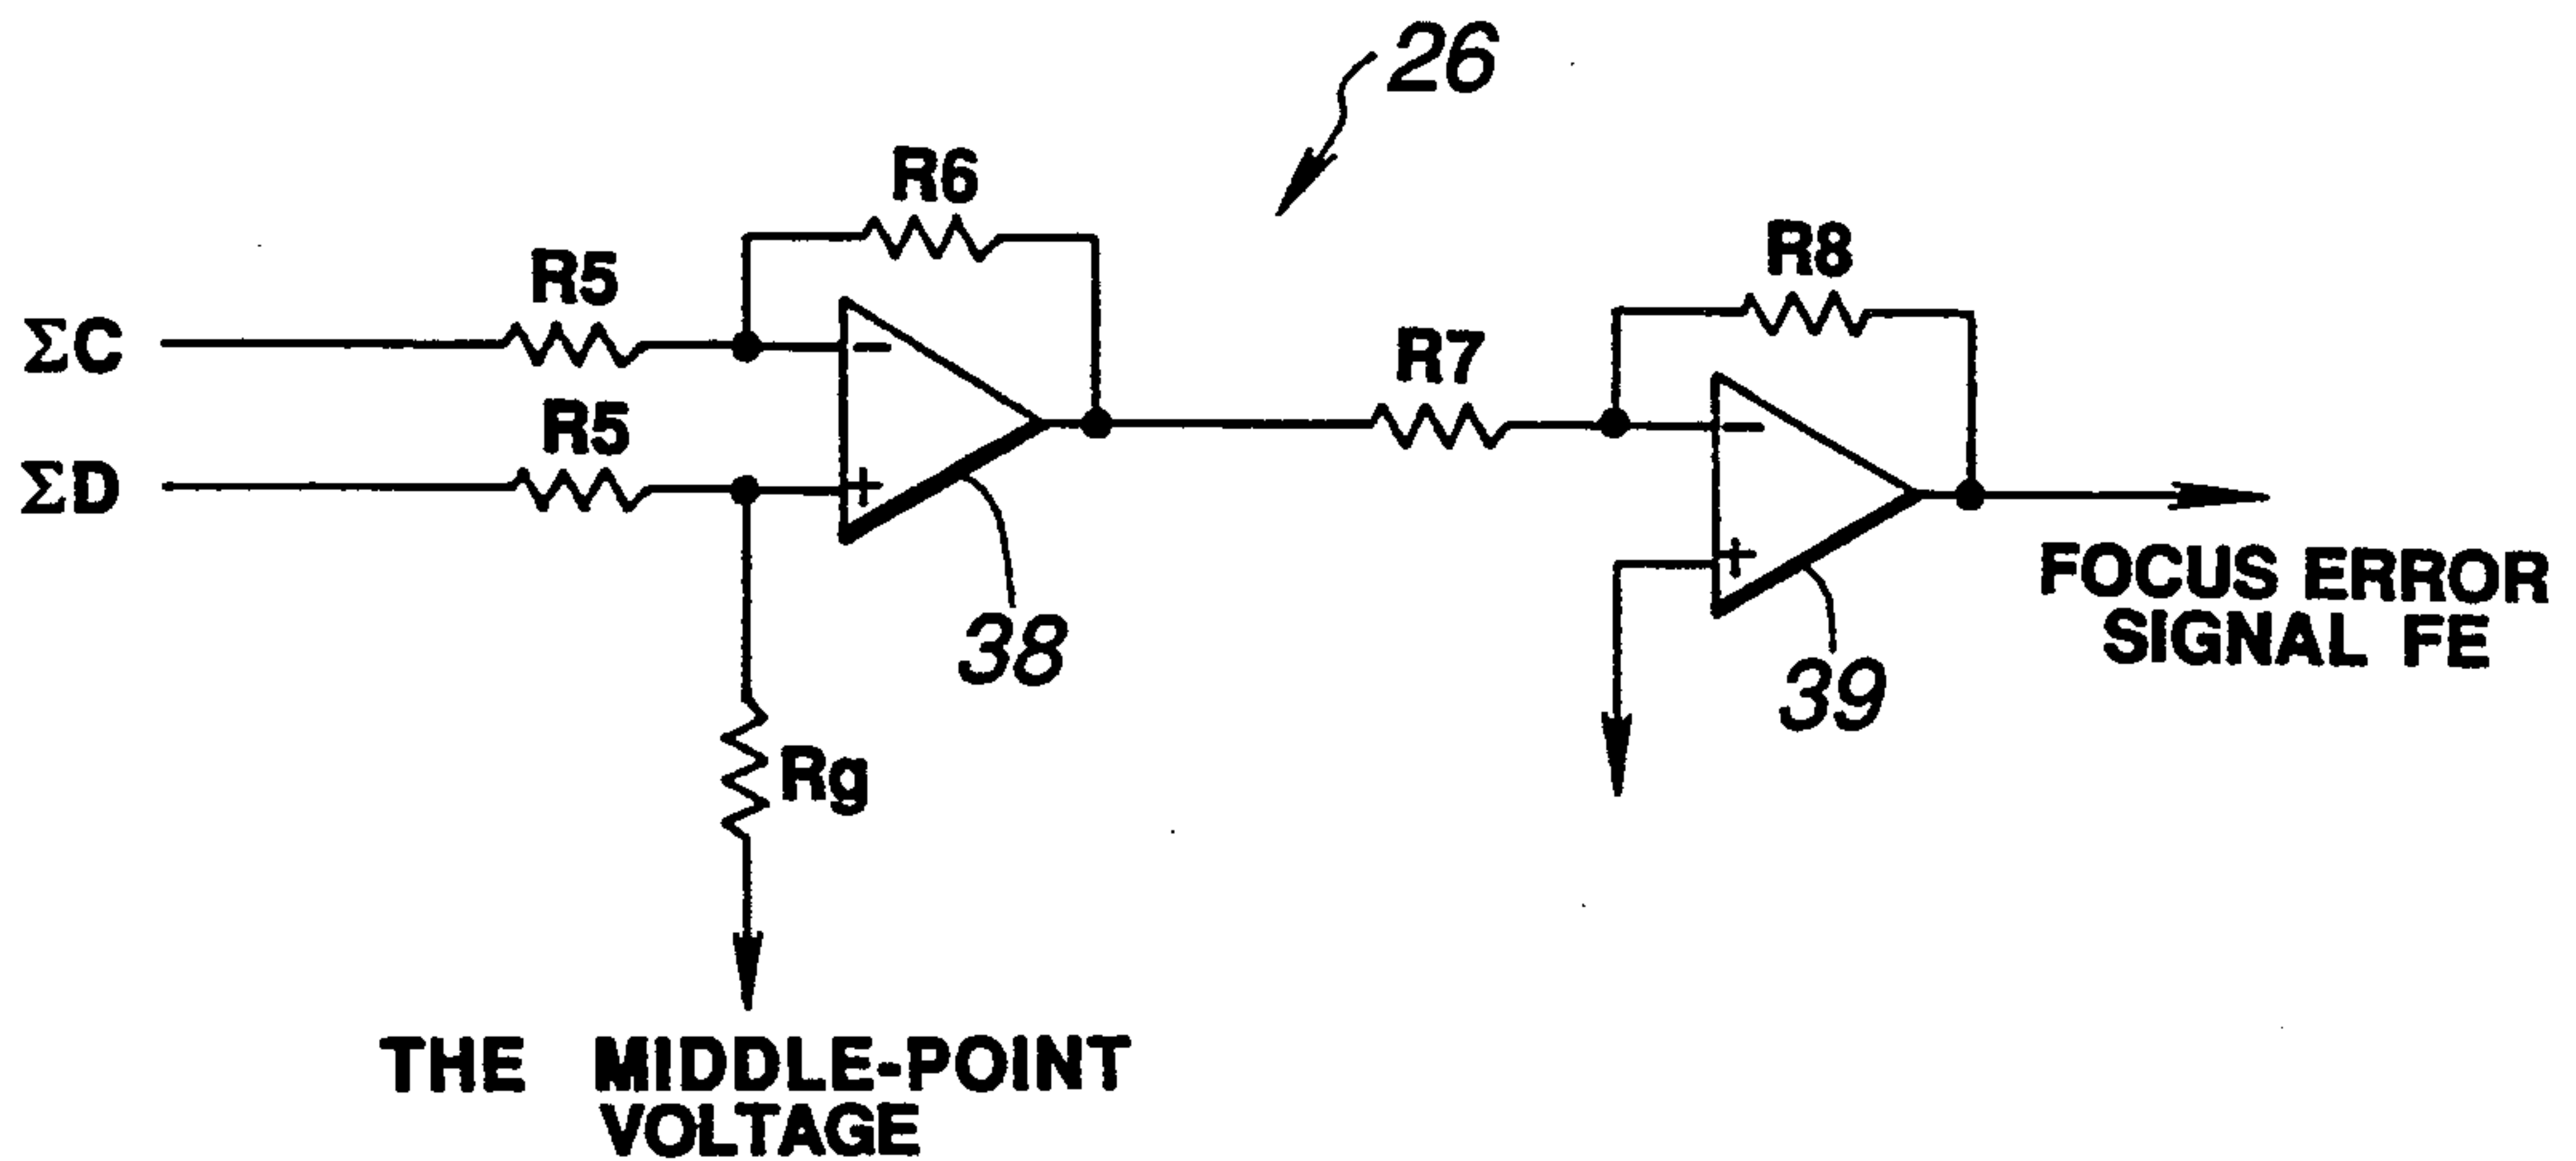 26
R6
R5
R8
ΣC
R7
R5
ΣD
-
+
-
+
38
39
FOCUS ERROR
SIGNAL FE
Rg
THE MIDDLE-POINT
VOLTAGE